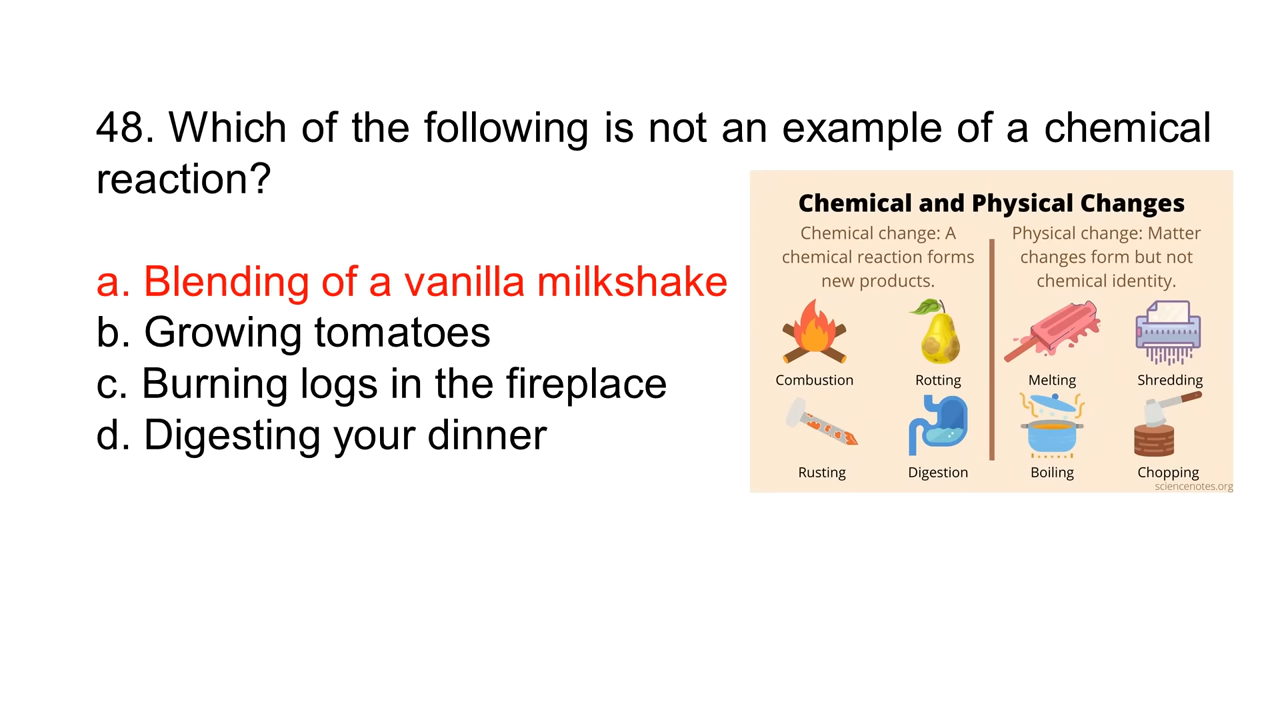 48. Which of the following is not an example of a chemical
reaction?
a. Blending of a vanilla milkshake
b. Growing tomatoes
c. Burning logs in the fireplace
d. Digesting your dinner
Chemical and Physical Changes
Chemical change: A
chemical reaction forms
new products.
Physical change: Matter
changes form but not
chemical identity.
Combustion
Rotting
Melting
Shredding
Rusting
Digestion
Boiling
Chopping
sciencenotes.org